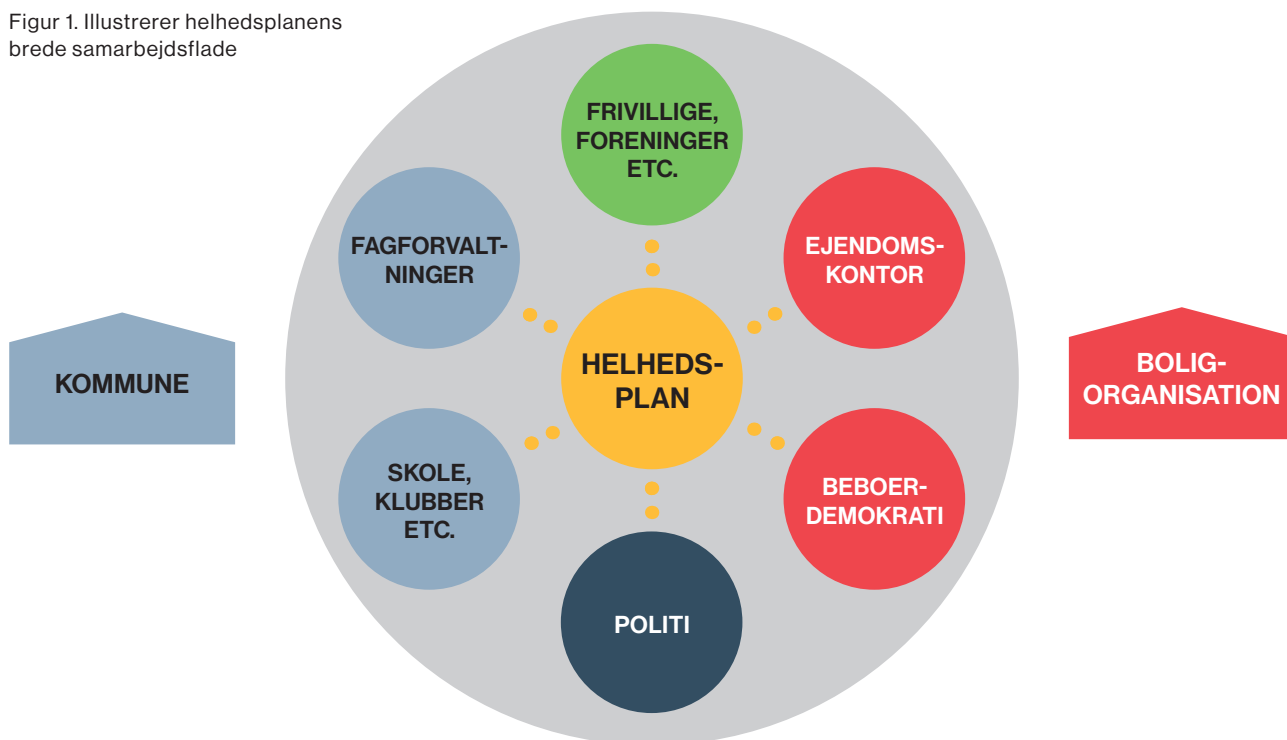 Figur 1. Illustrerer helhedsplanens
brede samarbejdsflade
FRIVILLIGE,
FORENINGER
ETC.
FAGFORVALT-
NINGER
EJENDOMS-
KONTOR
KOMMUNE
HELHEDS-
PLAN
BOLIG-
ORGANISATION
SKOLE,
KLUBBER
ETC.
BEBOER-
DEMOKRATI
POLITI